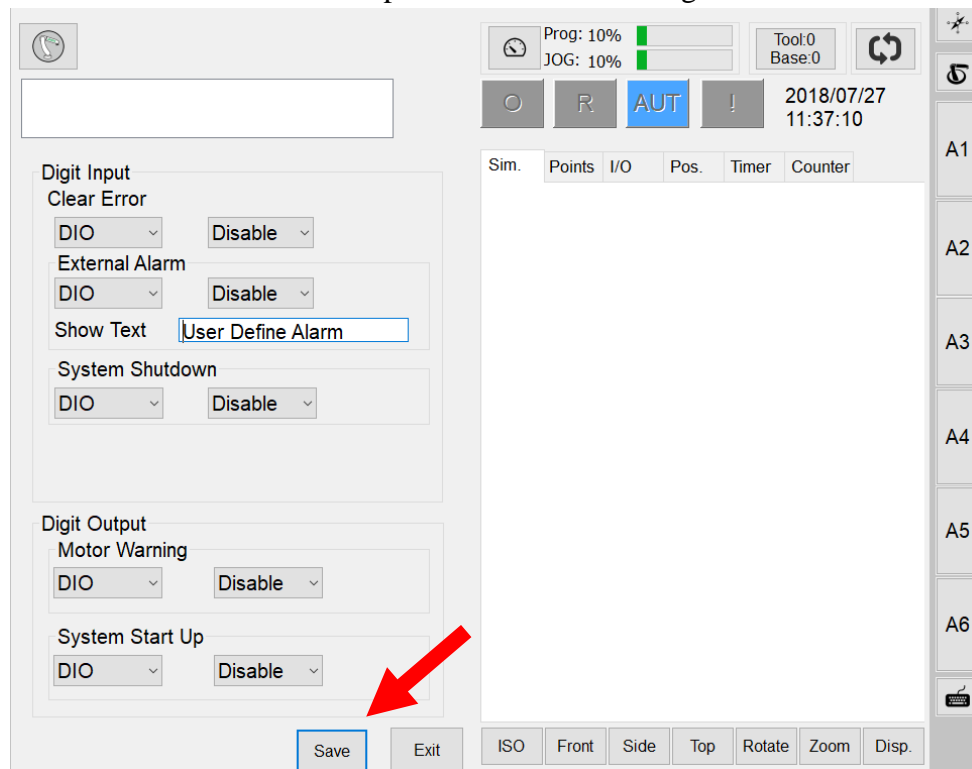 Prog: 10%
JOG: 10%
Tool:0
Base:0
O R AUT !
2018/07/27
11:37:10
Digit Input
Clear Error
DIO Disable
External Alarm
DIO Disable
Show Text User Define Alarm
System Shutdown
DIO Disable
Digit Output
Motor Warning
DIO Disable
System Start Up
DIO Disable
Save Exit
Sim. Points I/O Pos. Timer Counter
ISO Front Side Top Rotate Zoom Disp.
A1
A2
A3
A4
A5
A6